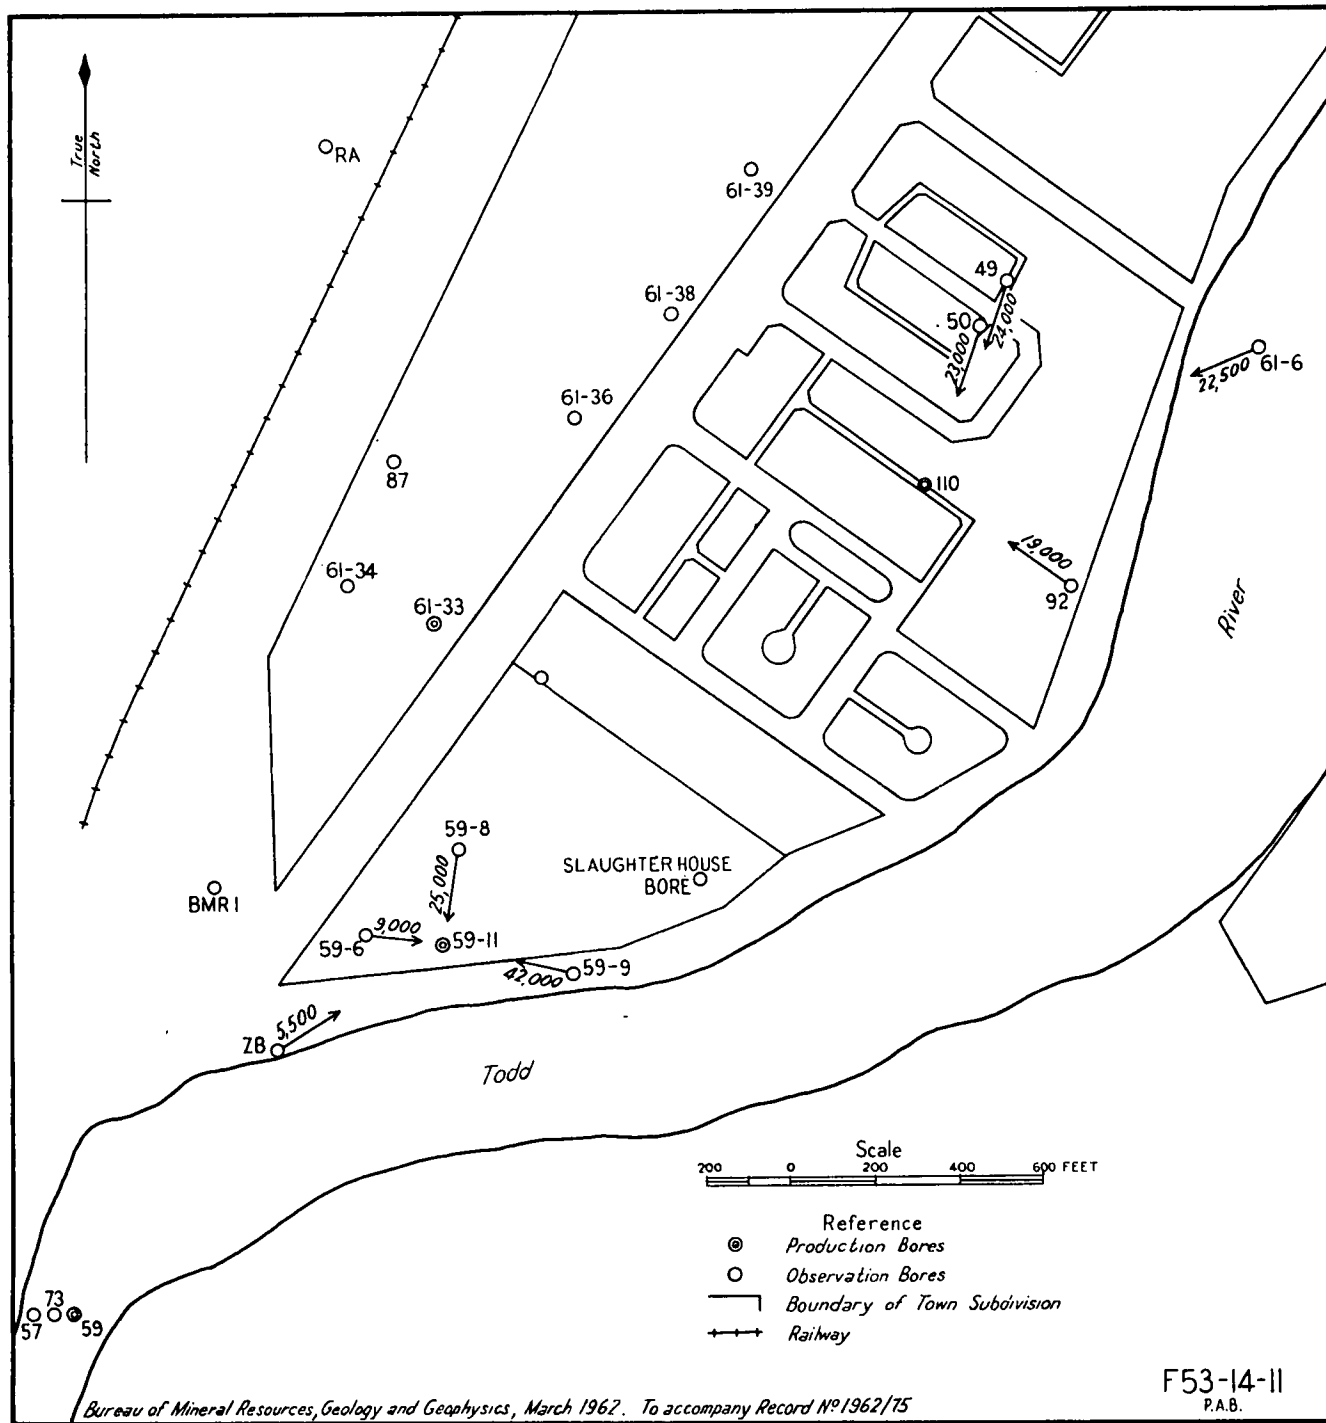 True
North
RA
61-39
49
24,000
50
23,000
61-38
61-6
22,500
61-36
87
110
19,000
92
61-34
61-33
River
59-8
25,000
SLAUGHTER HOUSE
BORE
BMR 1
9,000
59-6
59-11
59-9
42,000
5,500
ZB
Todd
Scale
200 0 200 400 600 FEET
Reference
Production Bores
Observation Bores
Boundary of Town Subdivision
Railway
73
57
59
F53-14-11
P.A.B.
Bureau of Mineral Resources, Geology and Geophysics, March 1962. To accompany Record Nº 1962/75